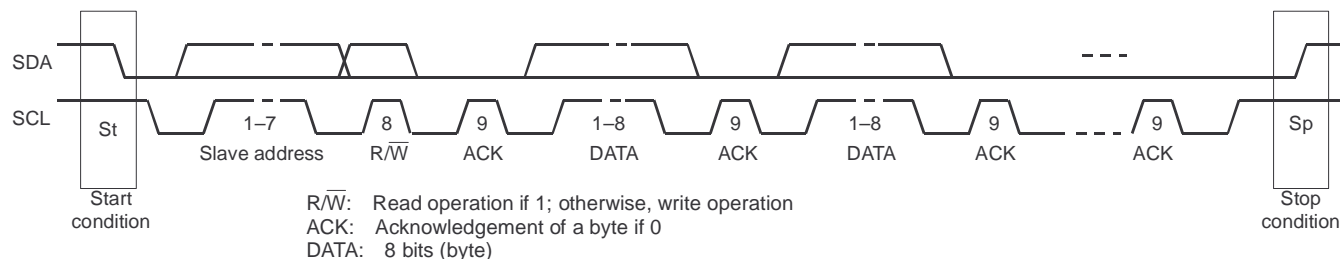 SDA
SCL
St
1–7
8
9
1–8
9
1–8
9
9
Sp
Slave address
R/W̅
ACK
DATA
ACK
DATA
ACK
ACK
Start
condition
Stop
condition
R/W̅: Read operation if 1; otherwise, write operation
ACK: Acknowledgement of a byte if 0
DATA: 8 bits (byte)